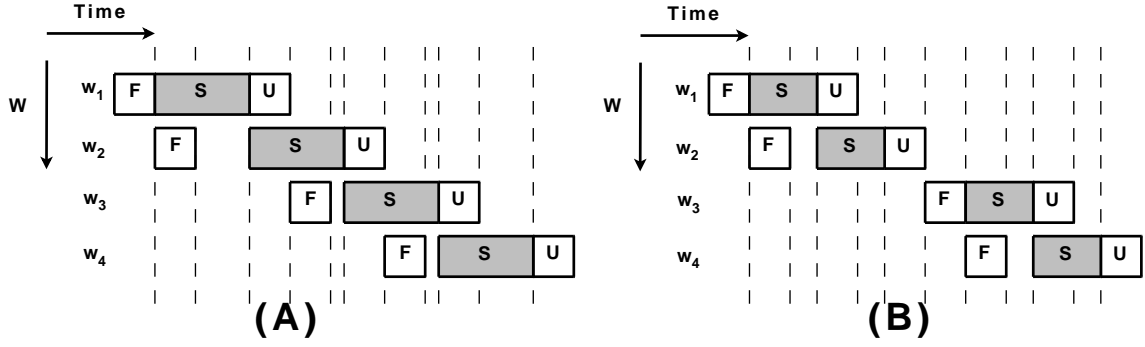 Time
W
w1 F S U
w2 F S U
w3 F S U
w4 F S U
(A)
Time
W
w1 F S U
w2 F S U
w3 F S U
w4 F S U
(B)